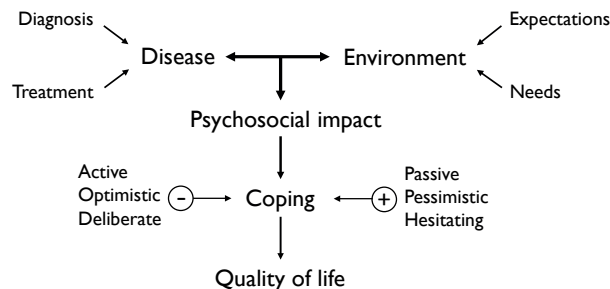 Diagnosis
Expectations
Disease
Environment
Treatment
Needs
Psychosocial impact
Active
Optimistic
Deliberate
-
Coping
+
Passive
Pessimistic
Hesitating
Quality of life